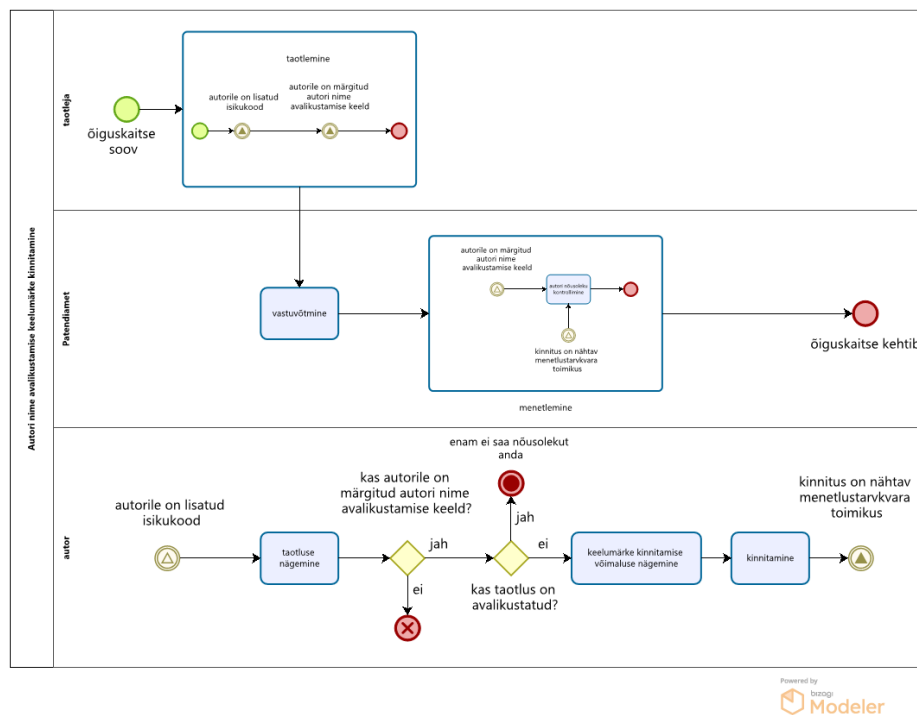 Autori nime avalikustamise keelumärke kinnitamine
taotleja
õiguskaitse
soov
taotlemine
autorile on lisatud
isikukood
autorile on märgitud
autori nime
avalikustamise keeld
Patendiamet
vastuvõtmine
autorile on märgitud
autori nime
avalikustamise keeld
autori nõusoleku
kontrollimine
kinnitus on nähtav
menetlustarvkvara
toimikus
menetlemine
õiguskaitse kehtib
autor
autorile on lisatud
isikukood
taotluse
nägemine
kas autorile on
märgitud autori nime
avalikustamise keeld?
jah
ei
enam ei saa nõusolekut
anda
jah
ei
kas taotlus on
avalikustatud?
keelumärke kinnitamise
võimaluse nägemine
kinnitamine
kinnitus on nähtav
menetlustarvkvara
toimikus
Powered by
bizagi
Modeler